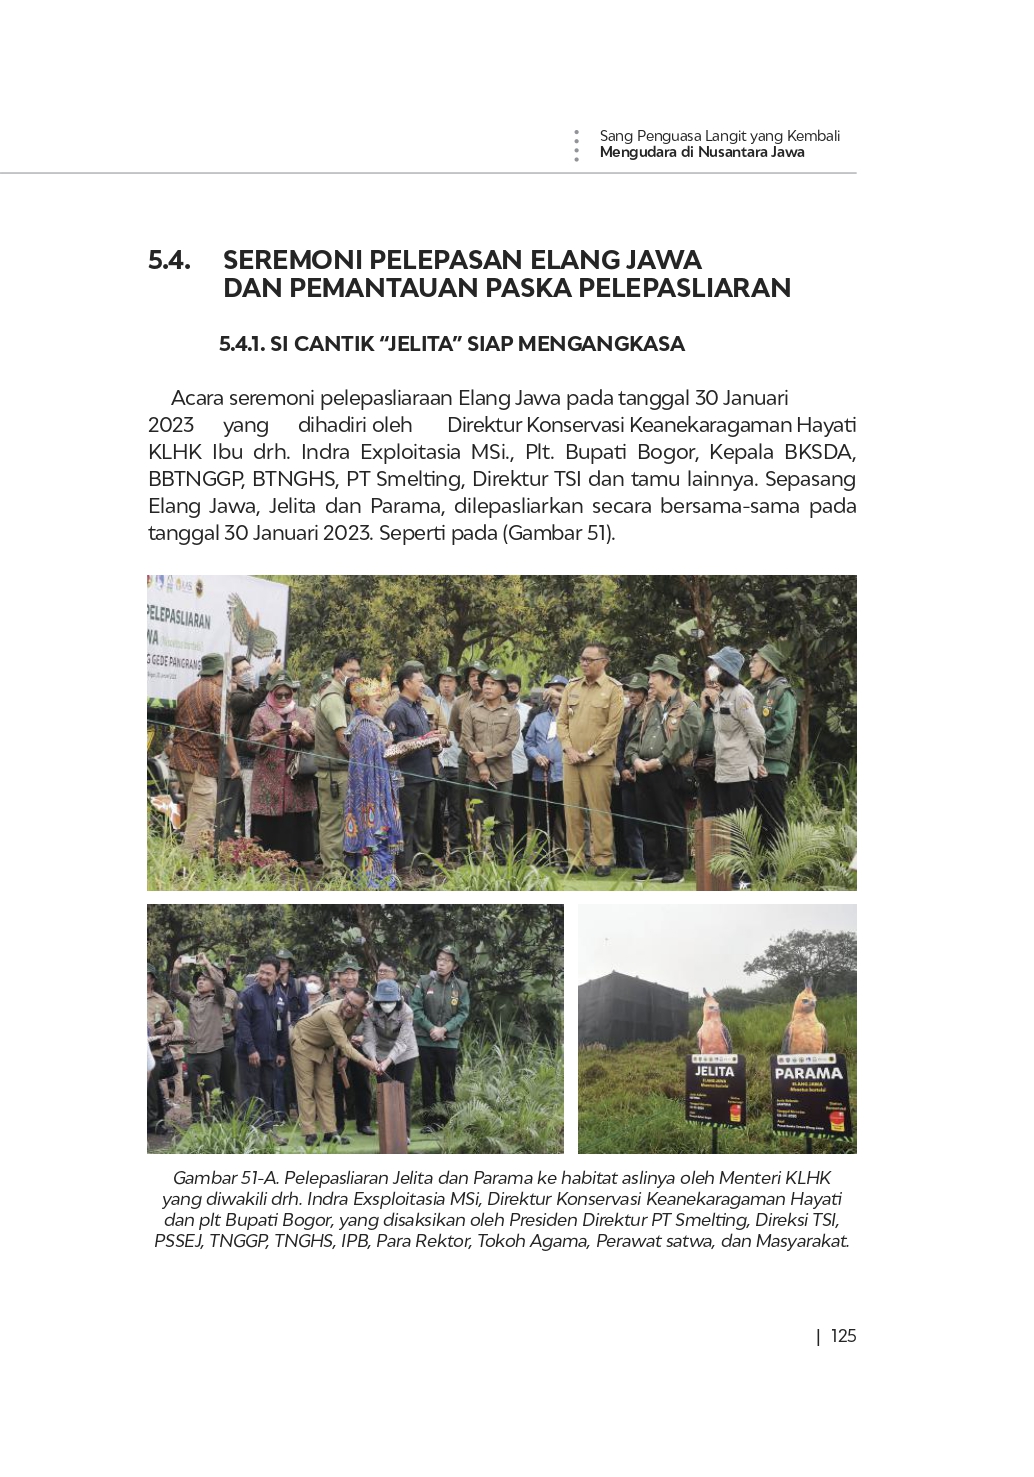 Sang Penguasa Langit yang Kembali
Mengudara di Nusantara Jawa
5.4. SEREMONI PELEPASAN ELANG JAWA
DAN PEMANTAUAN PASKA PELEPASLIARAN
5.4.1. SI CANTIK “JELITA” SIAP MENGANGKASA
Acara seremoni pelepasliaraan Elang Jawa pada tanggal 30 Januari
2023 yang dihadiri oleh Direktur Konservasi Keanekaragaman Hayati
KLHK Ibu drh. Indra Exploitasia MSi., Plt. Bupati Bogor, Kepala BKSDA,
BBTNGGP, BTNGHS, PT Smelting, Direktur TSI dan tamu lainnya. Sepasang
Elang Jawa, Jelita dan Parama, dilepasliarkan secara bersama-sama pada
tanggal 30 Januari 2023. Seperti pada (Gambar 51).
PELEPASLIARAN
WA
G GEDE PANGRANG
JELITA
ELANG JAWA
PARAMA
ELANG JAWA
Gambar 51-A. Pelepasliaran Jelita dan Parama ke habitat aslinya oleh Menteri KLHK
yang diwakili drh. Indra Exsploitasia MSi, Direktur Konservasi Keanekaragaman Hayati
dan plt Bupati Bogor, yang disaksikan oleh Presiden Direktur PT Smelting, Direksi TSI,
PSSEJ, TNGGP, TNGHS, IPB, Para Rektor, Tokoh Agama, Perawat satwa, dan Masyarakat.
| 125